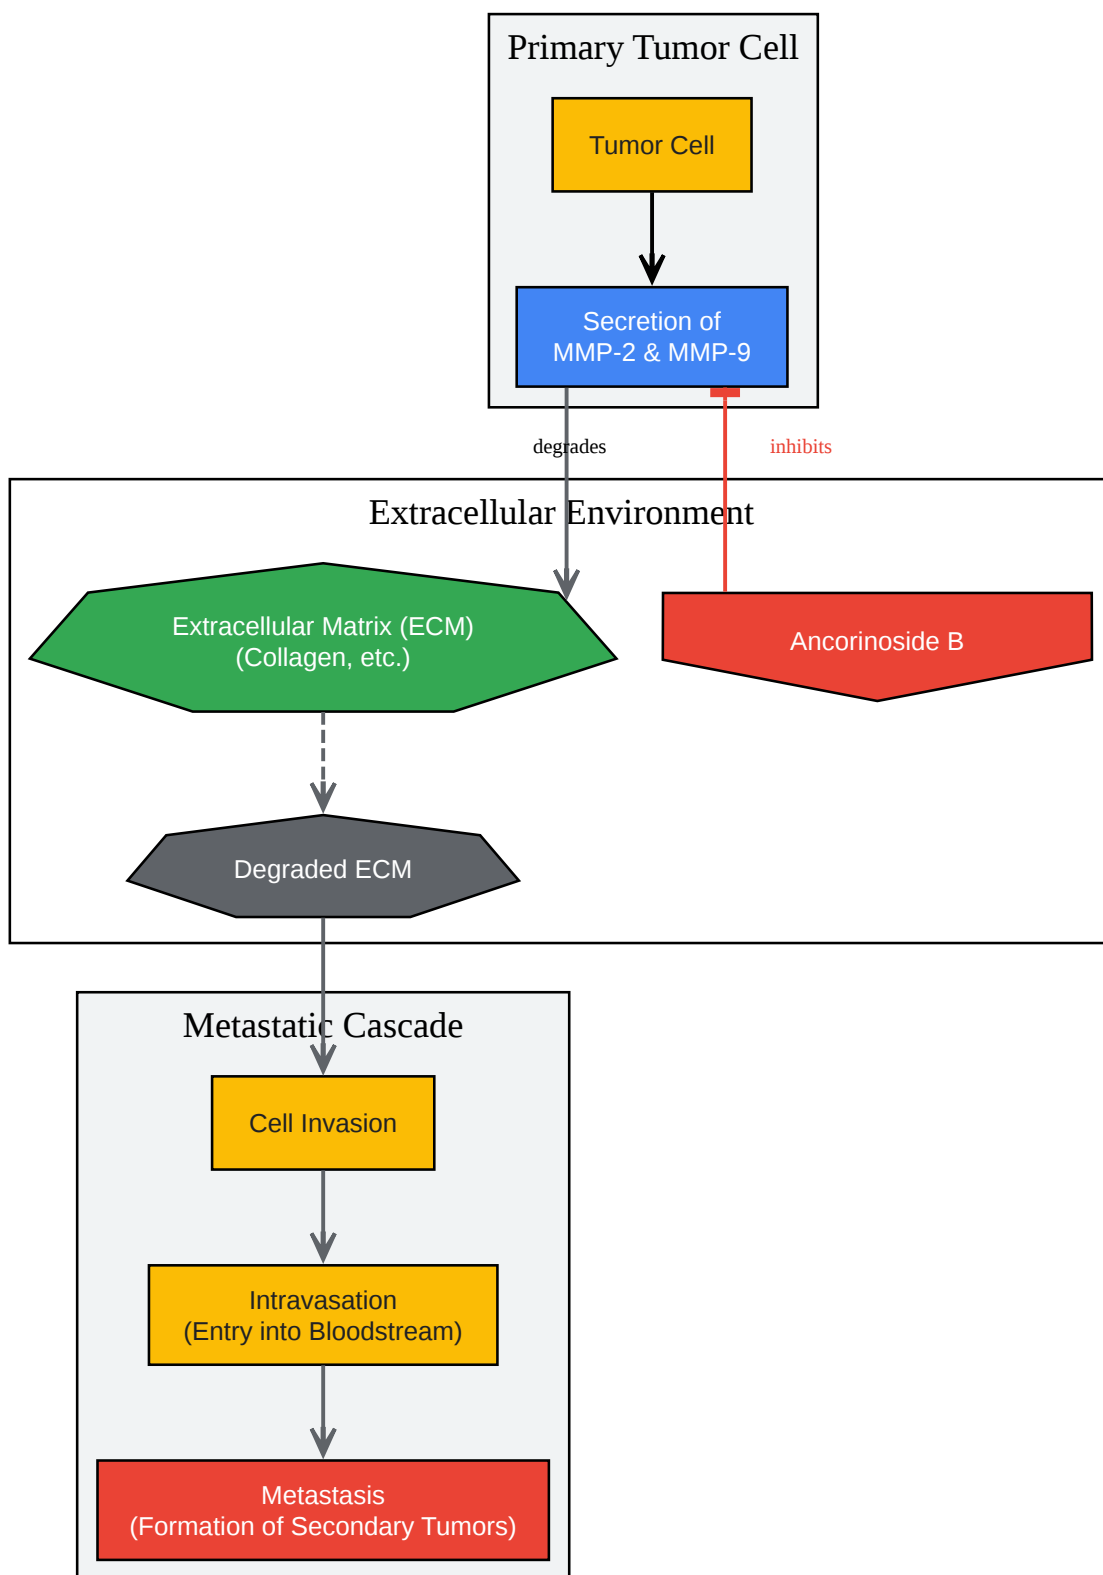 Primary Tumor Cell
Tumor Cell
Secretion of
MMP-2 & MMP-9
degrades
inhibits
Extracellular Environment
Extracellular Matrix (ECM)
(Collagen, etc.)
Ancorinoside B
Degraded ECM
Metastatic Cascade
Cell Invasion
Intravasation
(Entry into Bloodstream)
Metastasis
(Formation of Secondary Tumors)